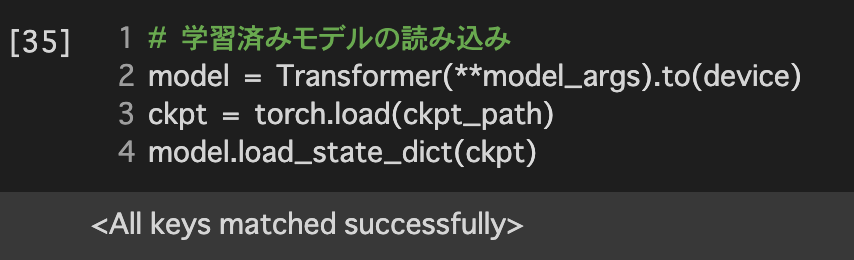 [35] 1 # 学習済みモデルの読み込み
2 model = Transformer(**model_args).to(device)
3 ckpt = torch.load(ckpt_path)
4 model.load_state_dict(ckpt)
<All keys matched successfully>